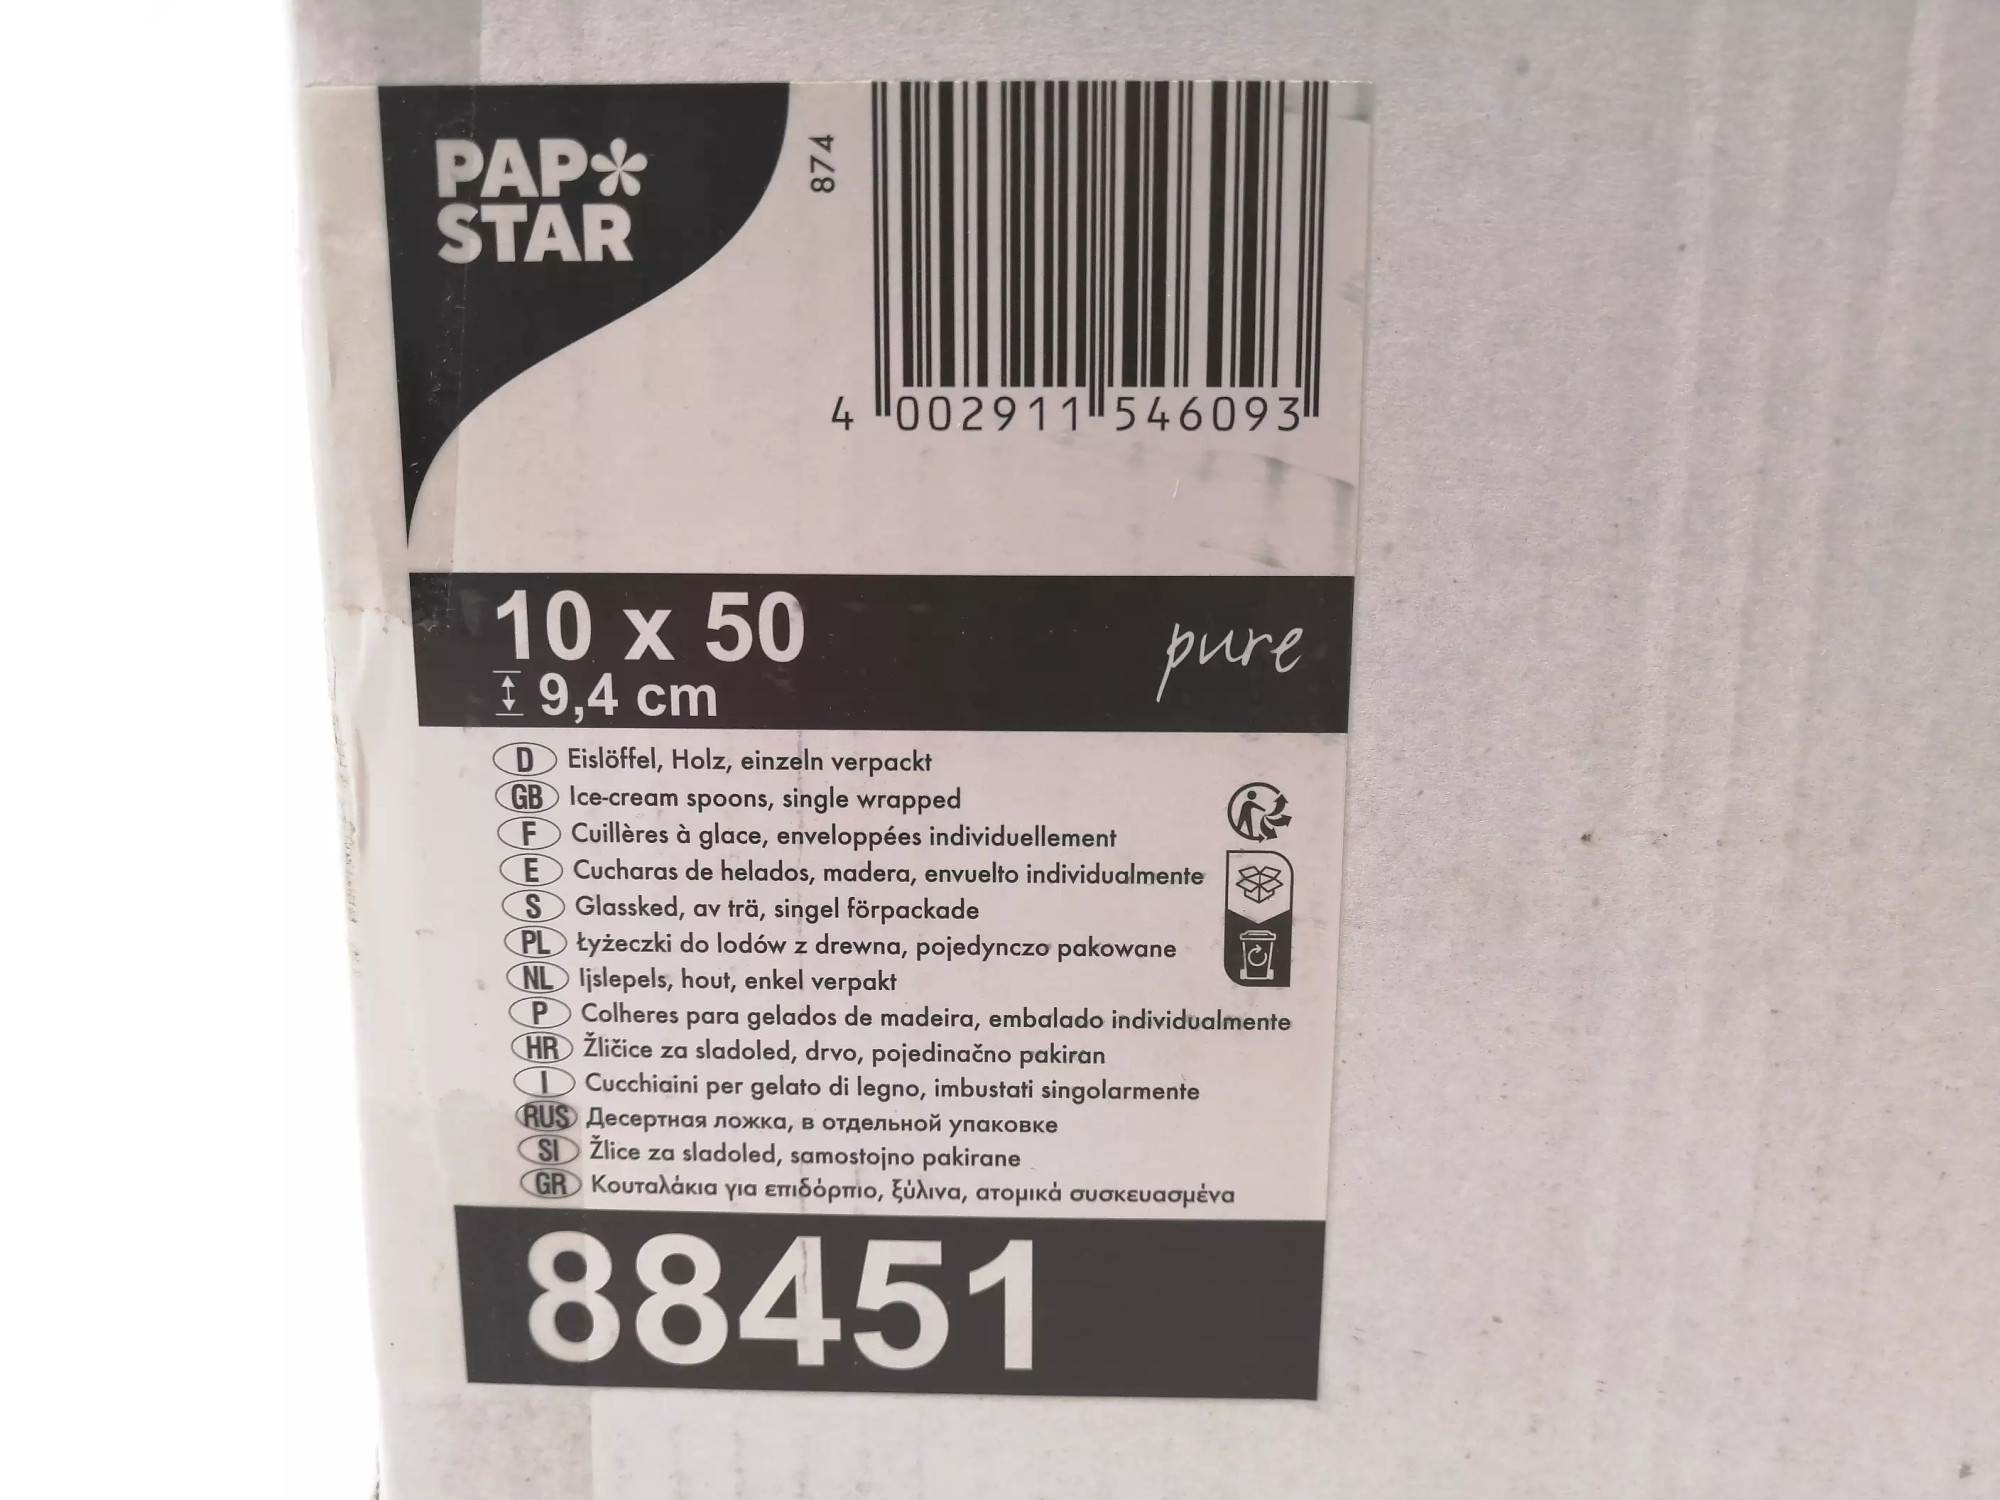 PAP
STAR
874
4 002911 546093
10 x 50
9,4 cm
pure
D Eislöffel, Holz, einzeln verpackt
GB Ice-cream spoons, single wrapped
F Cuillères à glace, enveloppées individuellement
E Cucharas de helados, madera, envuelto individualmente
S Glassked, av trä, singel förpackade
PL Łyżeczki do lodów z drewna, pojedynczo pakowane
NL Ijslepels, hout, enkel verpakt
P Colheres para gelados de madeira, embalado individualmente
HR Žličice za sladoled, drvo, pojedinačno pakiran
I Cucchiaini per gelato di legno, imbustati singolarmente
RUS Десертная ложка, в отдельной упаковке
SI Žlice za sladoled, samostojno pakirane
GR Κουταλάκια για επιδόρπιο, ξύλινα, ατομικά συσκευασμένα
88451